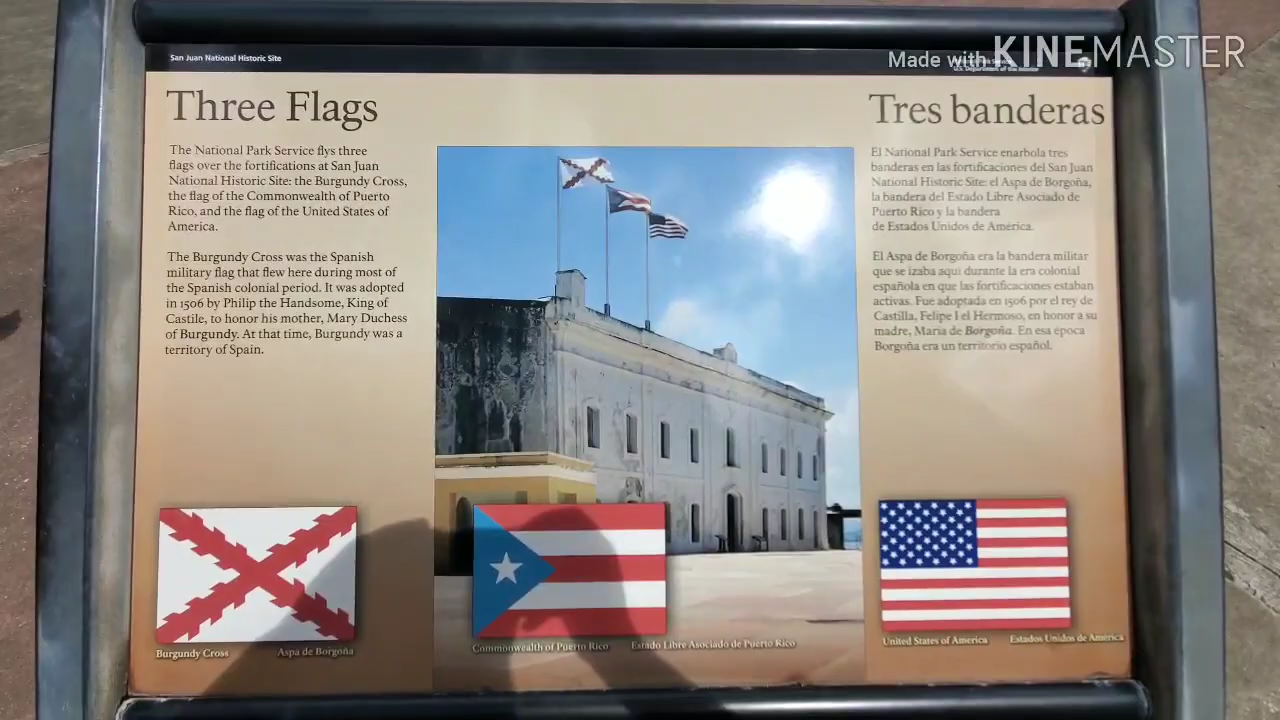 San Juan National Historic Site
Made with KINEMASTER
U.S. Department of the Interior
Three Flags
The National Park Service flys three
flags over the fortifications at San Juan
National Historic Site: the Burgundy Cross,
the flag of the Commonwealth of Puerto
Rico, and the flag of the United States of
America.
The Burgundy Cross was the Spanish
military flag that flew here during most of
the Spanish colonial period. It was adopted
in 1506 by Philip the Handsome, King of
Castile, to honor his mother, Mary Duchess
of Burgundy. At that time, Burgundy was a
territory of Spain.
Tres banderas
El National Park Service enarbola tres
banderas en las fortificaciones del San Juan
National Historic Site: el Aspa de Borgoña,
la bandera del Estado Libre Asociado de
Puerto Rico y la bandera
de Estados Unidos de América.
El Aspa de Borgoña era la bandera militar
que se izaba aquí durante la era colonial
española en que las fortificaciones estaban
activas. Fue adoptada en 1506 por el rey de
Castilla, Felipe I el Hermoso, en honor a su
madre, María de Borgoña. En esa época
Borgoña era un territorio español.
Burgundy Cross Aspa de Borgoña
Commonwealth of Puerto Rico Estado Libre Asociado de Puerto Rico
United States of America Estados Unidos de América